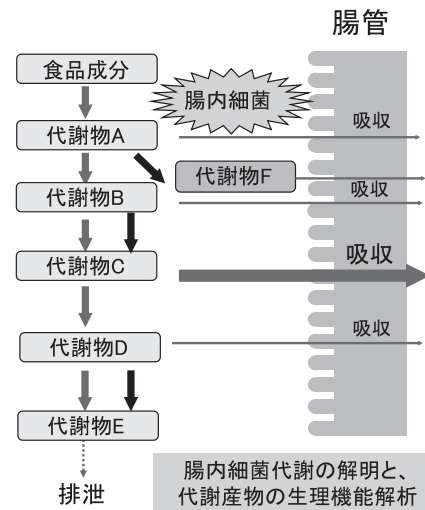 腸管
食品成分
腸内細菌
代謝物A
吸収
代謝物F
代謝物B
吸収
代謝物C
吸収
代謝物D
吸収
代謝物E
排泄
腸内細菌代謝の解明と、
代謝産物の生理機能解析